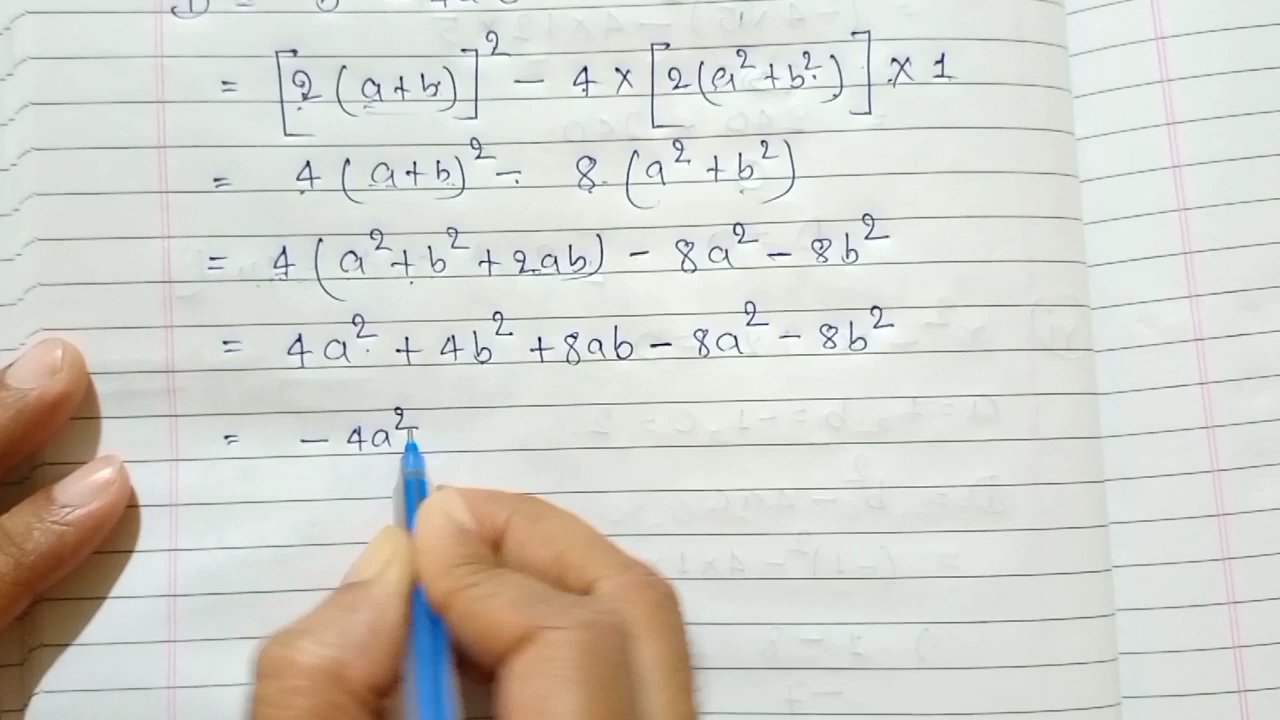 = [2(a+b)]² - 4 × [2(a²+b²)] × 1
= 4(a+b)² - 8(a²+b²)
= 4(a²+b²+2ab) - 8a² - 8b²
= 4a² + 4b² + 8ab - 8a² - 8b²
= - 4a²